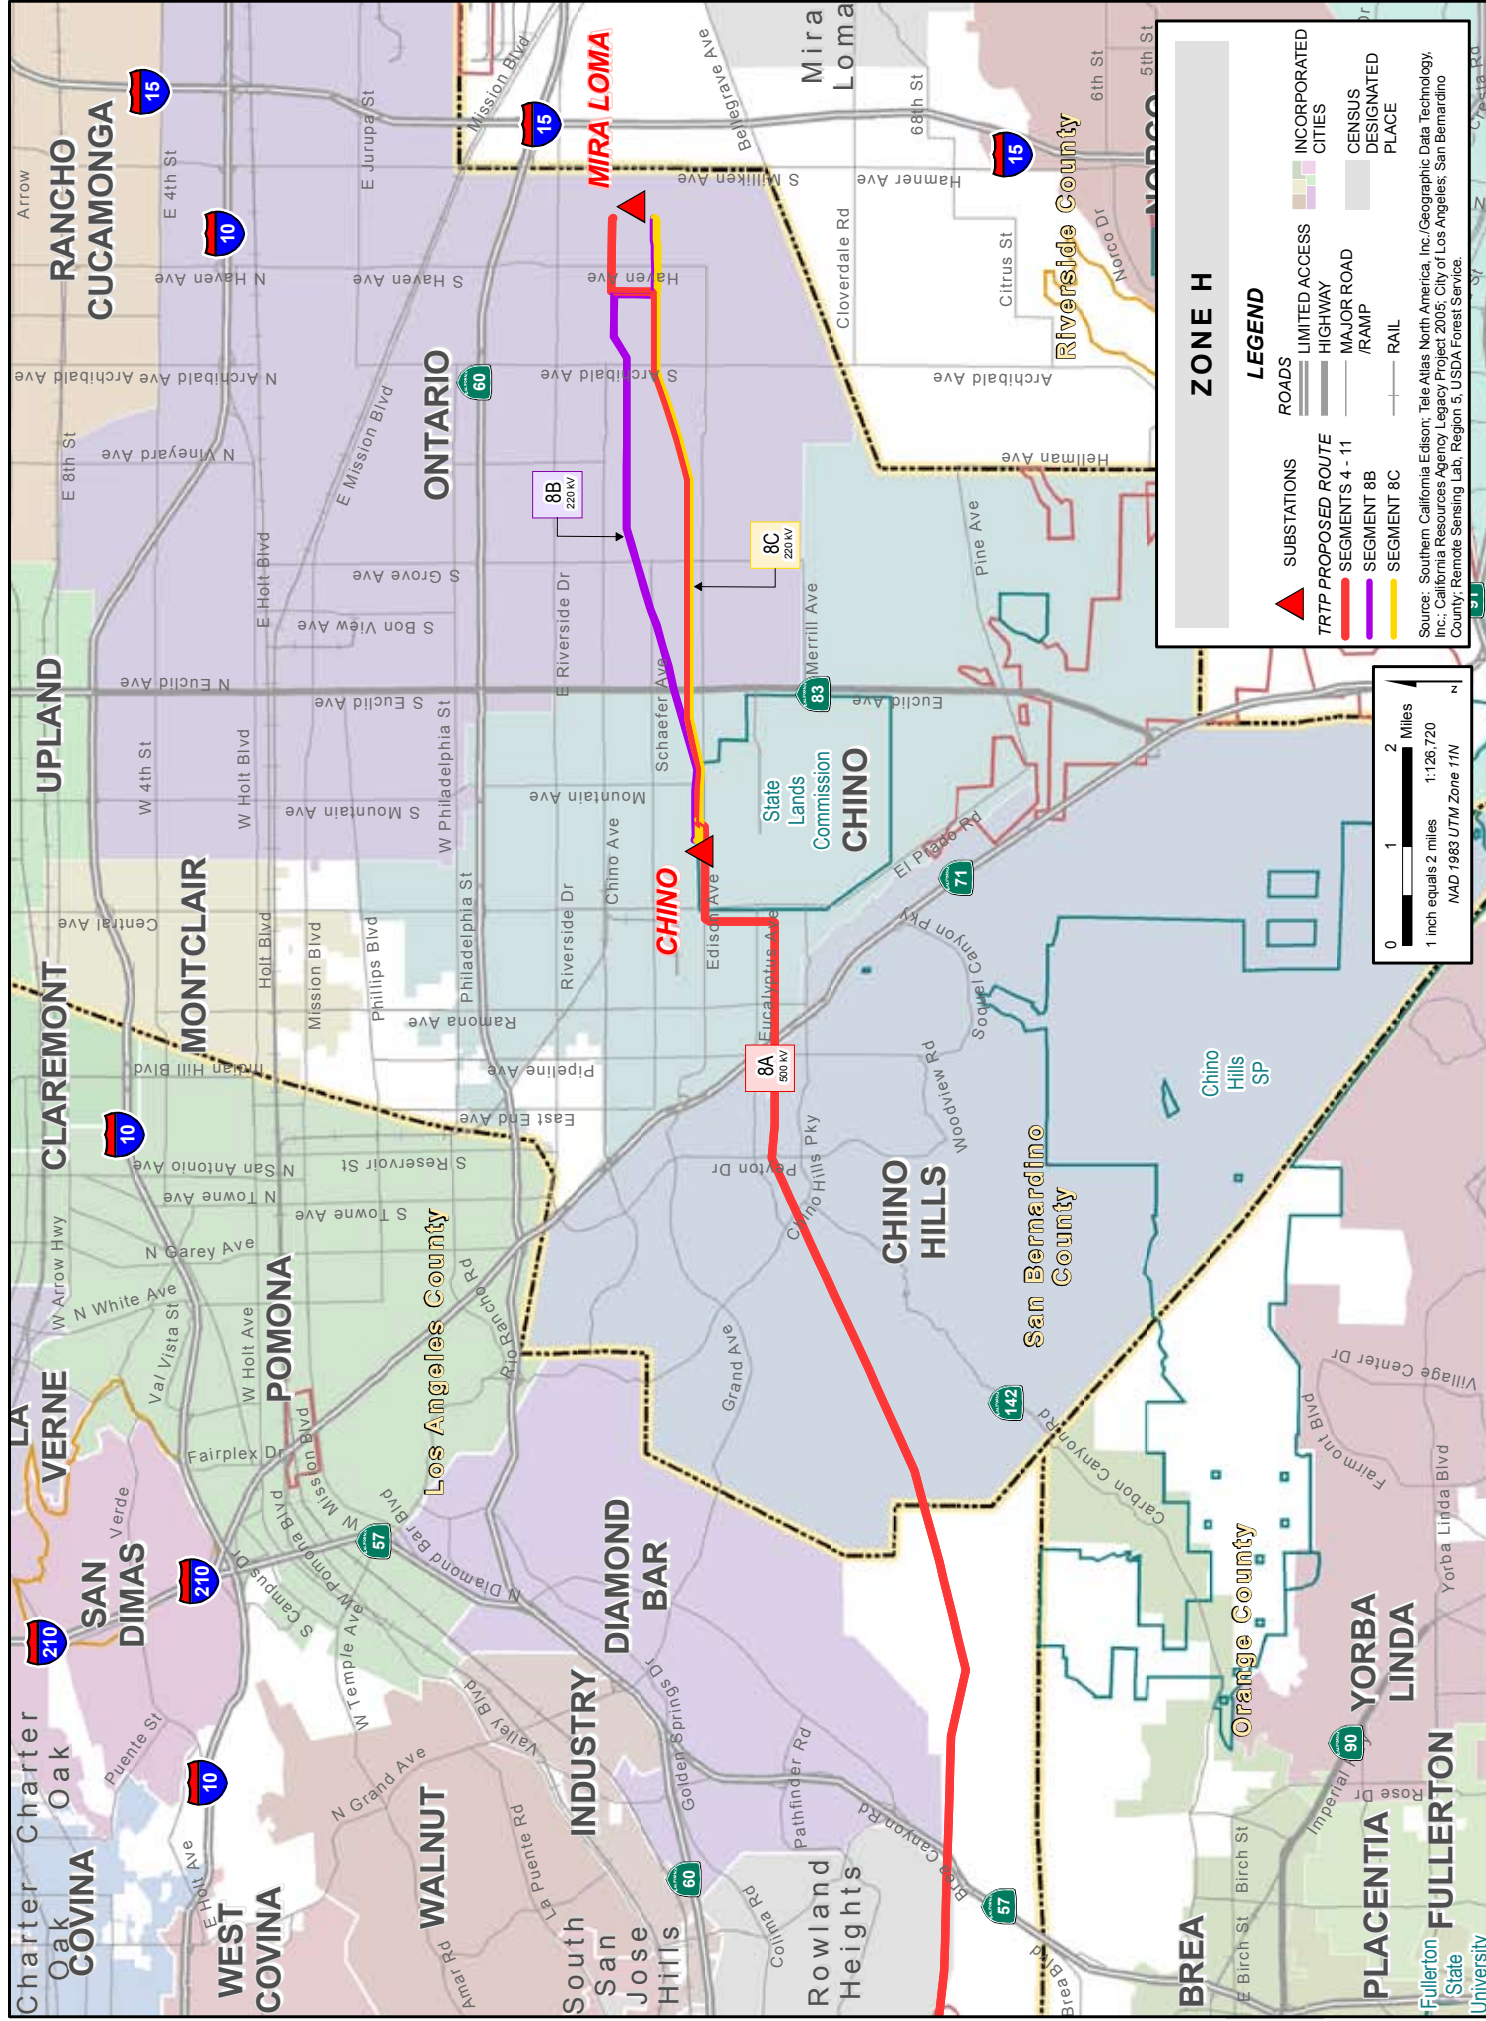 Charter
Oak
Charter
Oak
COVINA
WEST
COVINA
WALNUT
South
San
Jose
Hills
INDUSTRY
Rowland
Heights
DIAMOND
BAR
SAN
DIMAS
LA
VERNE
POMONA
CLAREMONT
MONTCLAIR
UPLAND
RANCHO
CUCAMONGA
ONTARIO
CHINO
CHINO
HILLS
Mira
Loma
NORCO
BREA
PLACENTIA
FULLERTON
YORBA
LINDA
Fullerton
State
University
Chino
Hills
SP
State
Lands
Commission
Los Angeles County
San Bernardino
County
Orange County
Riverside County
CHINO
MIRA LOMA
8A
500 kV
8B
220 kV
8C
220 kV
210
210
10
10
10
15
15
15
57
57
60
60
71
83
90
91
142
Arrow
E 8th St
E 4th St
W 4th St
E Jurupa St
E Holt Blvd
W Holt Blvd
Holt Blvd
W Holt Ave
E Holt Ave
Mission Blvd
E Mission Blvd
Mission Blvd
W Mission Blvd
Phillips Blvd
W Philadelphia St
Philadelphia St
E Riverside Dr
Riverside Dr
Chino Ave
Schaefer Ave
Edison Ave
Eucalyptus Ave
Merrill Ave
Pine Ave
El Prado Rd
N Haven Ave
S Haven Ave
Haven Ave
N Archibald Ave
Archibald Ave
S Archibald Ave
Archibald Ave
N Vineyard Ave
S Grove Ave
S Bon View Ave
N Euclid Ave
S Euclid Ave
Euclid Ave
S Mountain Ave
Mountain Ave
Central Ave
Ramona Ave
Pipeline Ave
East End Ave
Indian Hill Blvd
S Reservoir St
N San Antonio Ave
N Towne Ave
S Towne Ave
N Garey Ave
N White Ave
W Arrow Hwy
Val Vista St
Fairplex Dr
Rio Rancho Rd
W Pomona Blvd
S Campus Dr
W Temple Ave
Valley Blvd
N Diamond Bar Blvd
Golden Springs Dr
Pathfinder Rd
Brea Canyon Rd
Brea Blvd
Colima Rd
La Puente Rd
Amar Rd
N Grand Ave
Grand Ave
Puente St
Verde
Peyton Dr
Chino Hills Pky
Woodview Rd
Soquel Canyon Pky
Carbon Canyon Rd
Village Center Dr
Fairmont Blvd
Yorba Linda Blvd
Rose Dr
E Birch St
Birch St
S Milliken Ave
Hamner Ave
Bellegrave Ave
68th St
6th St
5th St
Cloverdale Rd
Citrus St
Norco Dr
Hellman Ave
ZONE H
LEGEND
SUBSTATIONS
TRTP PROPOSED ROUTE
SEGMENTS 4 - 11
SEGMENT 8B
SEGMENT 8C
ROADS
LIMITED ACCESS
HIGHWAY
MAJOR ROAD
/RAMP
RAIL
INCORPORATED
CITIES
CENSUS
DESIGNATED
PLACE
Source: Southern California Edison; Tele Atlas North America, Inc./Geographic Data Technology,
Inc.; California Resources Agency Legacy Project 2005; City of Los Angeles; San Bernardino
County; Remote Sensing Lab, Region 5, USDA Forest Service.
0 1 2
Miles
1 inch equals 2 miles 1:126,720
NAD 1983 UTM Zone 11N
N